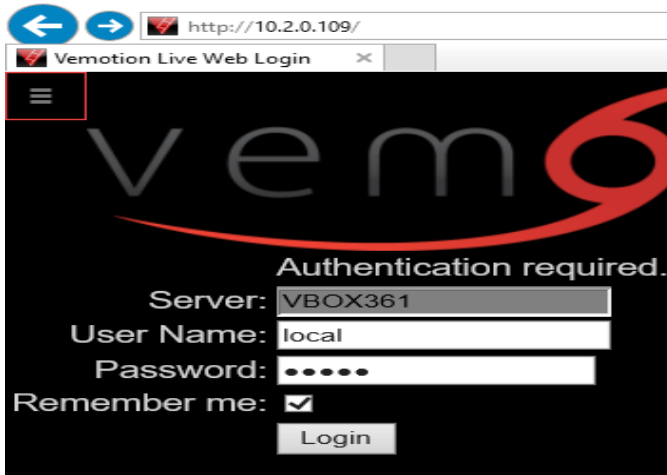 http://10.2.0.109/
Vemotion Live Web Login
vem
Authentication required.
Server: VBOX361
User Name: local
Password: •••••
Remember me:
Login